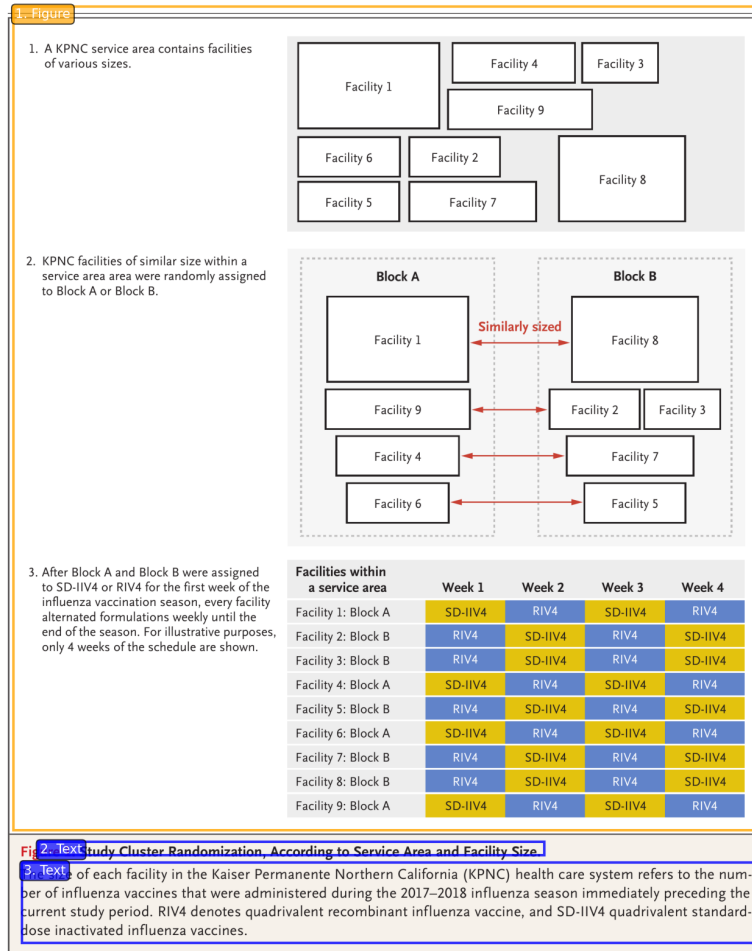 1. Figure
1. A KPNC service area contains facilities
of various sizes.
Facility 1
Facility 4
Facility 3
Facility 9
Facility 6
Facility 2
Facility 8
Facility 5
Facility 7
2. KPNC facilities of similar size within a
service area area were randomly assigned
to Block A or Block B.
Block A
Block B
Similarly sized
Facility 1
Facility 8
Facility 9
Facility 2
Facility 3
Facility 4
Facility 7
Facility 6
Facility 5
3. After Block A and Block B were assigned
to SD-IIV4 or RIV4 for the first week of the
influenza vaccination season, every facility
alternated formulations weekly until the
end of the season. For illustrative purposes,
only 4 weeks of the schedule are shown.
Facilities within
a service area Week 1 Week 2 Week 3 Week 4
Facility 1: Block A SD-IIV4 RIV4 SD-IIV4 RIV4
Facility 2: Block B RIV4 SD-IIV4 RIV4 SD-IIV4
Facility 3: Block B RIV4 SD-IIV4 RIV4 SD-IIV4
Facility 4: Block A SD-IIV4 RIV4 SD-IIV4 RIV4
Facility 5: Block B RIV4 SD-IIV4 RIV4 SD-IIV4
Facility 6: Block A SD-IIV4 RIV4 SD-IIV4 RIV4
Facility 7: Block B RIV4 SD-IIV4 RIV4 SD-IIV4
Facility 8: Block B RIV4 SD-IIV4 RIV4 SD-IIV4
Facility 9: Block A SD-IIV4 RIV4 SD-IIV4 RIV4
2. Text
Study Cluster Randomization, According to Service Area and Facility Size.
3. Text
of each facility in the Kaiser Permanente Northern California (KPNC) health care system refers to the num-
ber of influenza vaccines that were administered during the 2017–2018 influenza season immediately preceding the
current study period. RIV4 denotes quadrivalent recombinant influenza vaccine, and SD-IIV4 quadrivalent standard-
dose inactivated influenza vaccines.